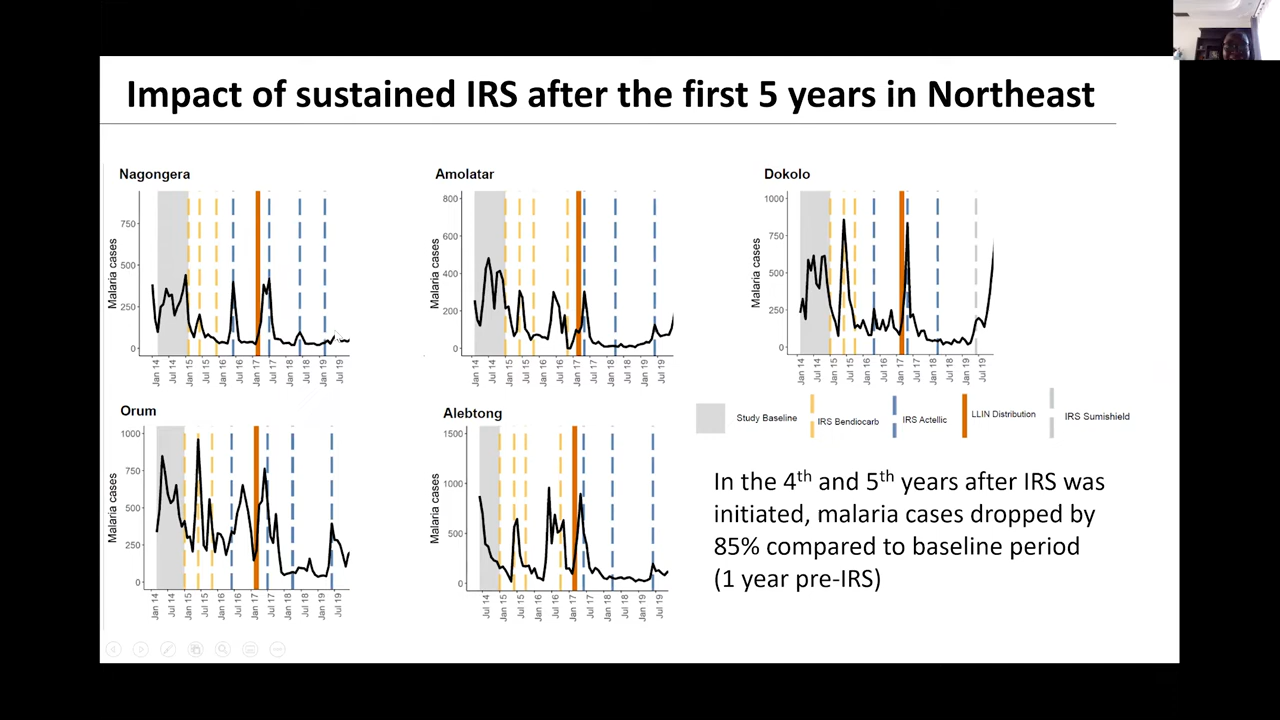 Impact of sustained IRS after the first 5 years in Northeast
Nagongera
Malaria cases
750
500
250
0
Jan 14
Jul 14
Jan 15
Jul 15
Jan 16
Jul 16
Jan 17
Jul 17
Jan 18
Jul 18
Jan 19
Jul 19
Amolatar
Malaria cases
800
600
400
200
0
Jan 14
Jul 14
Jan 15
Jul 15
Jan 16
Jul 16
Jan 17
Jul 17
Jan 18
Jul 18
Jan 19
Jul 19
Dokolo
Malaria cases
1000
750
500
250
0
Jan 14
Jul 14
Jan 15
Jul 15
Jan 16
Jul 16
Jan 17
Jul 17
Jan 18
Jul 18
Jan 19
Jul 19
Orum
Malaria cases
1000
750
500
250
0
Jan 14
Jul 14
Jan 15
Jul 15
Jan 16
Jul 16
Jan 17
Jul 17
Jan 18
Jul 18
Jan 19
Jul 19
Alebtong
Malaria cases
1500
1000
500
0
Jul 14
Jan 15
Jul 15
Jan 16
Jul 16
Jan 17
Jul 17
Jan 18
Jul 18
Jan 19
Jul 19
Study Baseline
IRS Bendiocarb
IRS Actellic
LLIN Distribution
IRS Sumishield
In the 4th and 5th years after IRS was
initiated, malaria cases dropped by
85% compared to baseline period
(1 year pre-IRS)